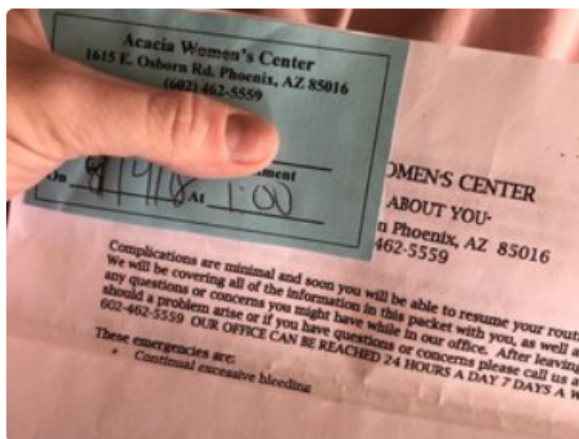 Acacia Women's Center
1615 E. Osborn Rd. Phoenix, AZ 85016
(602) 462-5559
On 8/9/18 At 1:00
OMEN'S CENTER
ABOUT YOU-
n Phoenix, AZ 85016
462-5559
Complications are minimal and soon you will be able to resume your rout
We will be covering all of the information in this packet with you, as well a
any questions or concerns you might have while in our office. After leaving
should a problem arise or if you have questions or concerns please call us a
602-462-5559 OUR OFFICE CAN BE REACHED 24 HOURS A DAY 7 DAYS A W
These emergencies are:
• Continual excessive bleeding